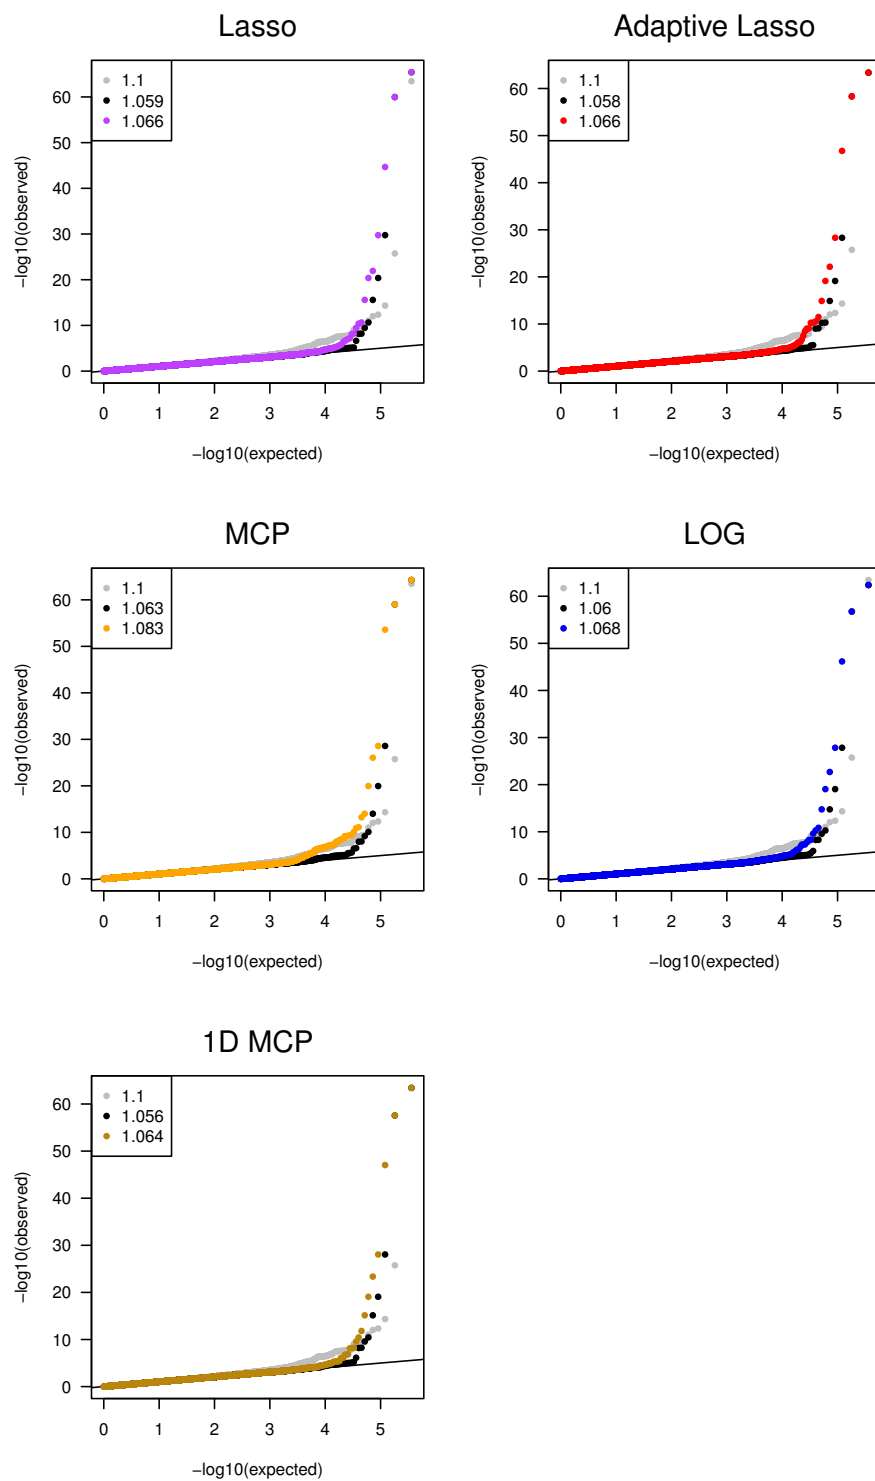 Lasso
1.1
1.059
1.066
60
50
40
30
20
10
0
−log10(observed)
0 1 2 3 4 5
−log10(expected)
Adaptive Lasso
1.1
1.058
1.066
60
50
40
30
20
10
0
−log10(observed)
0 1 2 3 4 5
−log10(expected)
MCP
1.1
1.063
1.083
60
50
40
30
20
10
0
−log10(observed)
0 1 2 3 4 5
−log10(expected)
LOG
1.1
1.06
1.068
60
50
40
30
20
10
0
−log10(observed)
0 1 2 3 4 5
−log10(expected)
1D MCP
1.1
1.056
1.064
60
50
40
30
20
10
0
−log10(observed)
0 1 2 3 4 5
−log10(expected)